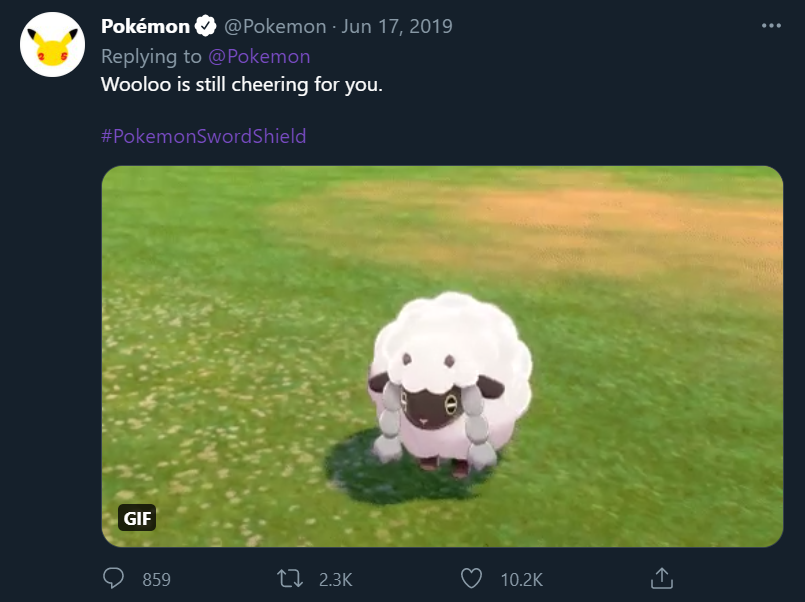 Pokémon @Pokemon · Jun 17, 2019
Replying to @Pokemon
Wooloo is still cheering for you.
#PokemonSwordShield
GIF
859 2.3K 10.2K